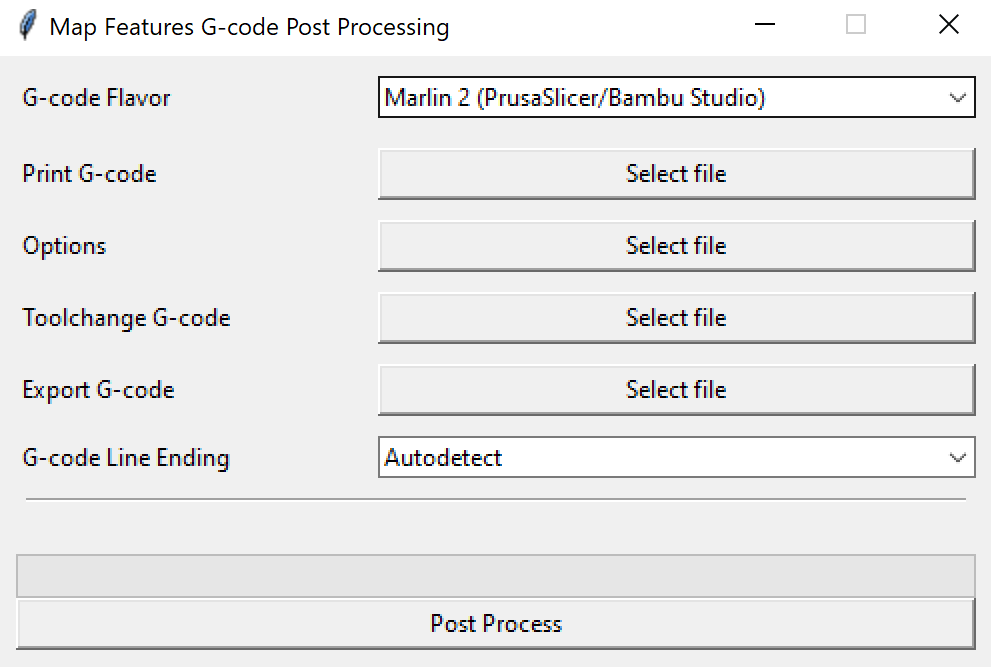 Map Features G-code Post Processing
G-code Flavor Marlin 2 (PrusaSlicer/Bambu Studio)
Print G-code Select file
Options Select file
Toolchange G-code Select file
Export G-code Select file
G-code Line Ending Autodetect
Post Process